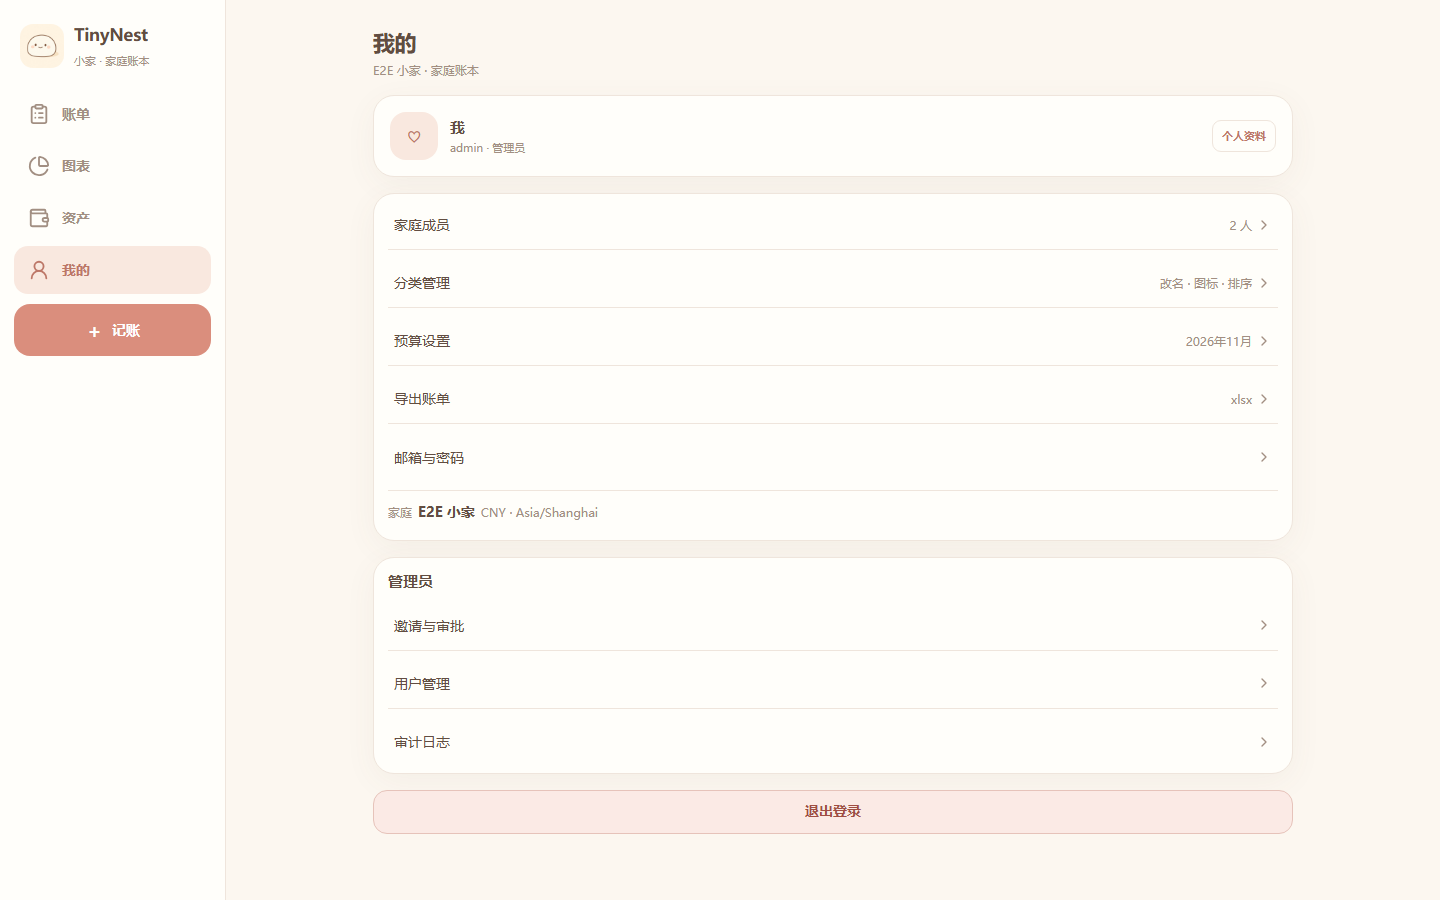 TinyNest
小家 · 家庭账本
账单
图表
资产
我的
+ 记账
我的
E2E 小家 · 家庭账本
我
admin · 管理员
个人资料
家庭成员 2 人
分类管理 改名 · 图标 · 排序
预算设置 2026年11月
导出账单 xlsx
邮箱与密码
家庭 E2E 小家 CNY · Asia/Shanghai
管理员
邀请与审批
用户管理
审计日志
退出登录